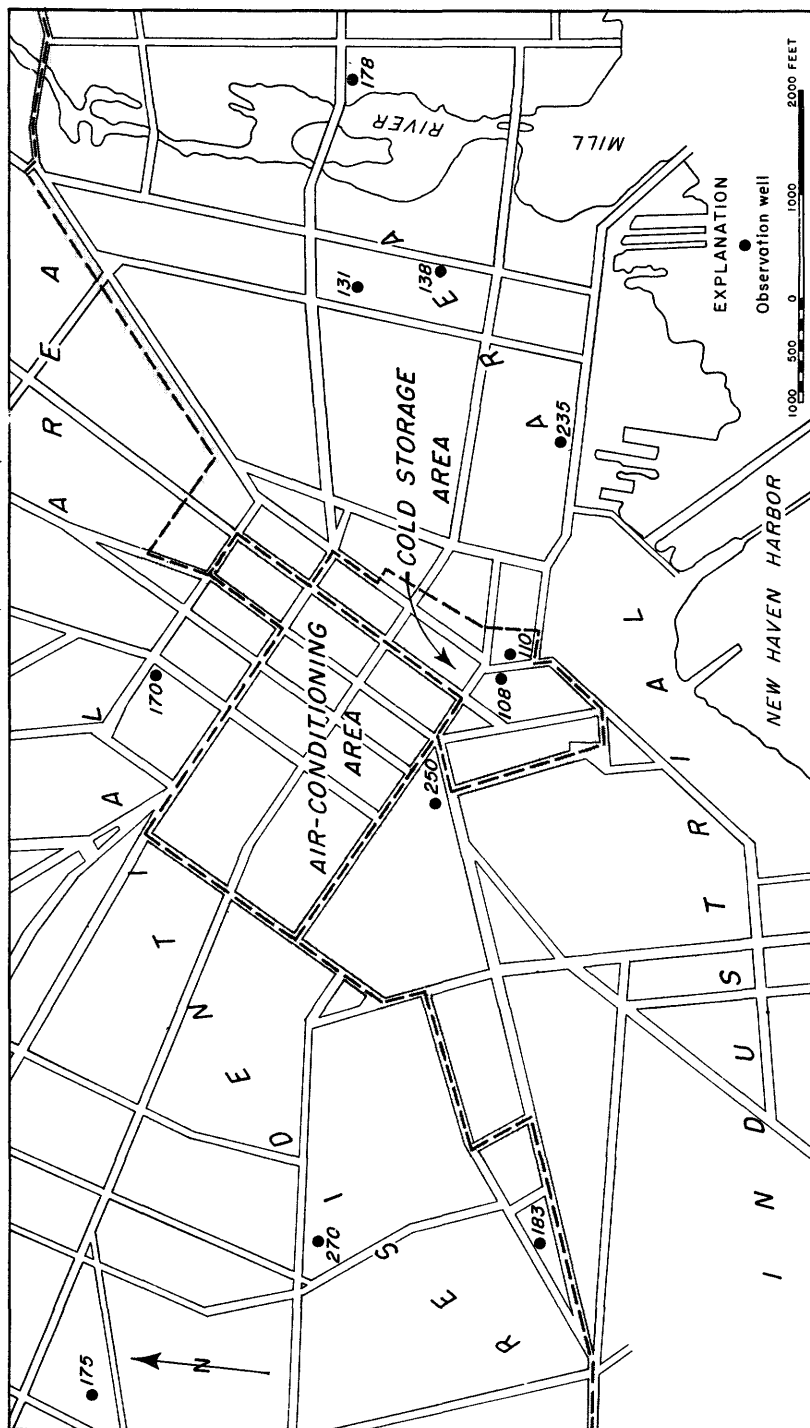 175
N
270
183
RESIDENTIAL AREA
170
AIR-CONDITIONING
AREA
250
108
110
COLD STORAGE
AREA
131
138
178
235
MILL RIVER
INDUSTRIAL AREA
NEW HAVEN HARBOR
EXPLANATION
Observation well
1000 500 0 1000 2000 FEET